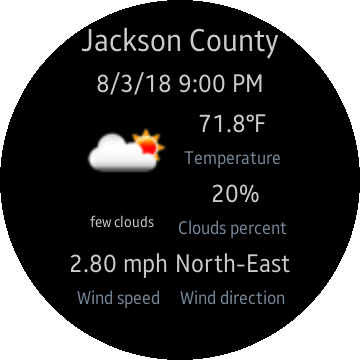 Jackson County
8/3/18 9:00 PM
71.8°F
Temperature
20%
few clouds
Clouds percent
2.80 mph North-East
Wind speed Wind direction